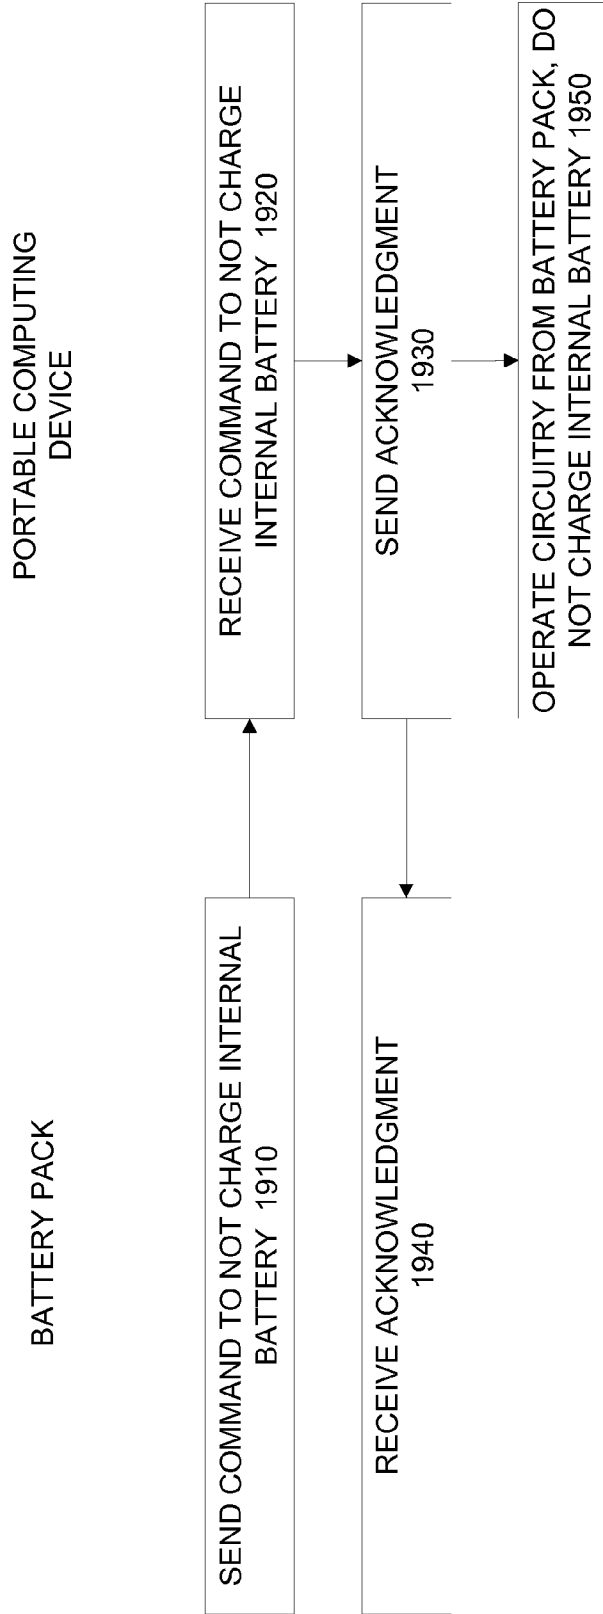 BATTERY PACK
PORTABLE COMPUTING
DEVICE
SEND COMMAND TO NOT CHARGE INTERNAL
BATTERY 1910
RECEIVE COMMAND TO NOT CHARGE
INTERNAL BATTERY 1920
RECEIVE ACKNOWLEDGMENT
1940
SEND ACKNOWLEDGMENT
1930
OPERATE CIRCUITRY FROM BATTERY PACK, DO
NOT CHARGE INTERNAL BATTERY 1950